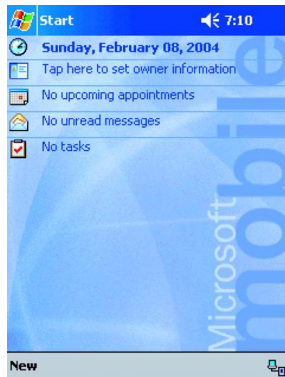 Start 7:10
Sunday, February 08, 2004
Tap here to set owner information
No upcoming appointments
No unread messages
No tasks
Microsoft
mobile
New